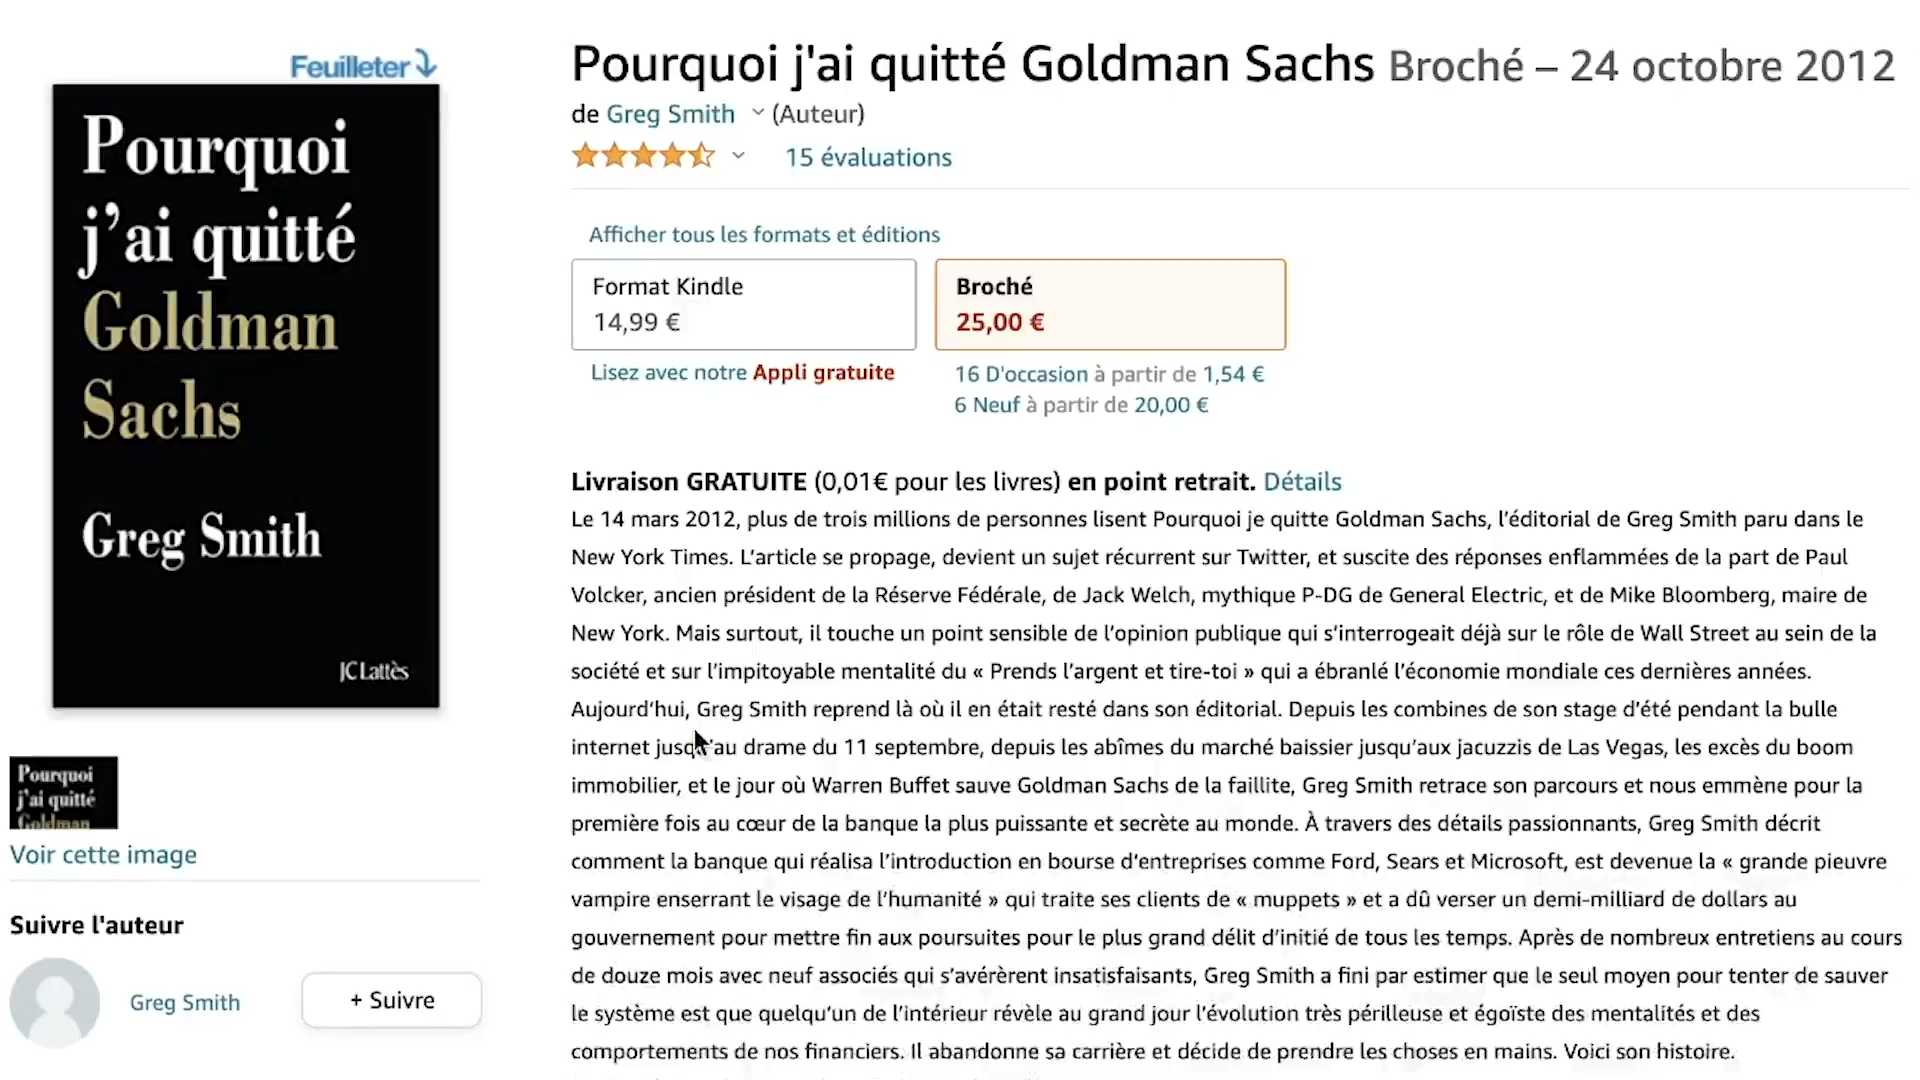 Feuilleter
Pourquoi
j’ai quitté
Goldman
Sachs
Greg Smith
JC Lattès
Pourquoi
j’ai quitté
Goldman
Voir cette image
Suivre l'auteur
Greg Smith
+ Suivre
Pourquoi j'ai quitté Goldman Sachs Broché – 24 octobre 2012
de Greg Smith (Auteur)
15 évaluations
Afficher tous les formats et éditions
Format Kindle
14,99 €
Lisez avec notre Appli gratuite
Broché
25,00 €
16 D'occasion à partir de 1,54 €
6 Neuf à partir de 20,00 €
Livraison GRATUITE (0,01€ pour les livres) en point retrait. Détails
Le 14 mars 2012, plus de trois millions de personnes lisent Pourquoi je quitte Goldman Sachs, l’éditorial de Greg Smith paru dans le
New York Times. L’article se propage, devient un sujet récurrent sur Twitter, et suscite des réponses enflammées de la part de Paul
Volcker, ancien président de la Réserve Fédérale, de Jack Welch, mythique P-DG de General Electric, et de Mike Bloomberg, maire de
New York. Mais surtout, il touche un point sensible de l’opinion publique qui s’interrogeait déjà sur le rôle de Wall Street au sein de la
société et sur l’impitoyable mentalité du « Prends l’argent et tire-toi » qui a ébranlé l’économie mondiale ces dernières années.
Aujourd’hui, Greg Smith reprend là où il en était resté dans son éditorial. Depuis les combines de son stage d’été pendant la bulle
internet jusqu’au drame du 11 septembre, depuis les abîmes du marché baissier jusqu’aux jacuzzis de Las Vegas, les excès du boom
immobilier, et le jour où Warren Buffet sauve Goldman Sachs de la faillite, Greg Smith retrace son parcours et nous emmène pour la
première fois au cœur de la banque la plus puissante et secrète au monde. À travers des détails passionnants, Greg Smith décrit
comment la banque qui réalisa l’introduction en bourse d’entreprises comme Ford, Sears et Microsoft, est devenue la « grande pieuvre
vampire enserrant le visage de l’humanité » qui traite ses clients de « muppets » et a dû verser un demi-milliard de dollars au
gouvernement pour mettre fin aux poursuites pour le plus grand délit d’initié de tous les temps. Après de nombreux entretiens au cours
de douze mois avec neuf associés qui s’avérèrent insatisfaisants, Greg Smith a fini par estimer que le seul moyen pour tenter de sauver
le système est que quelqu’un de l’intérieur révèle au grand jour l’évolution très périlleuse et égoïste des mentalités et des
comportements de nos financiers. Il abandonne sa carrière et décide de prendre les choses en mains. Voici son histoire.